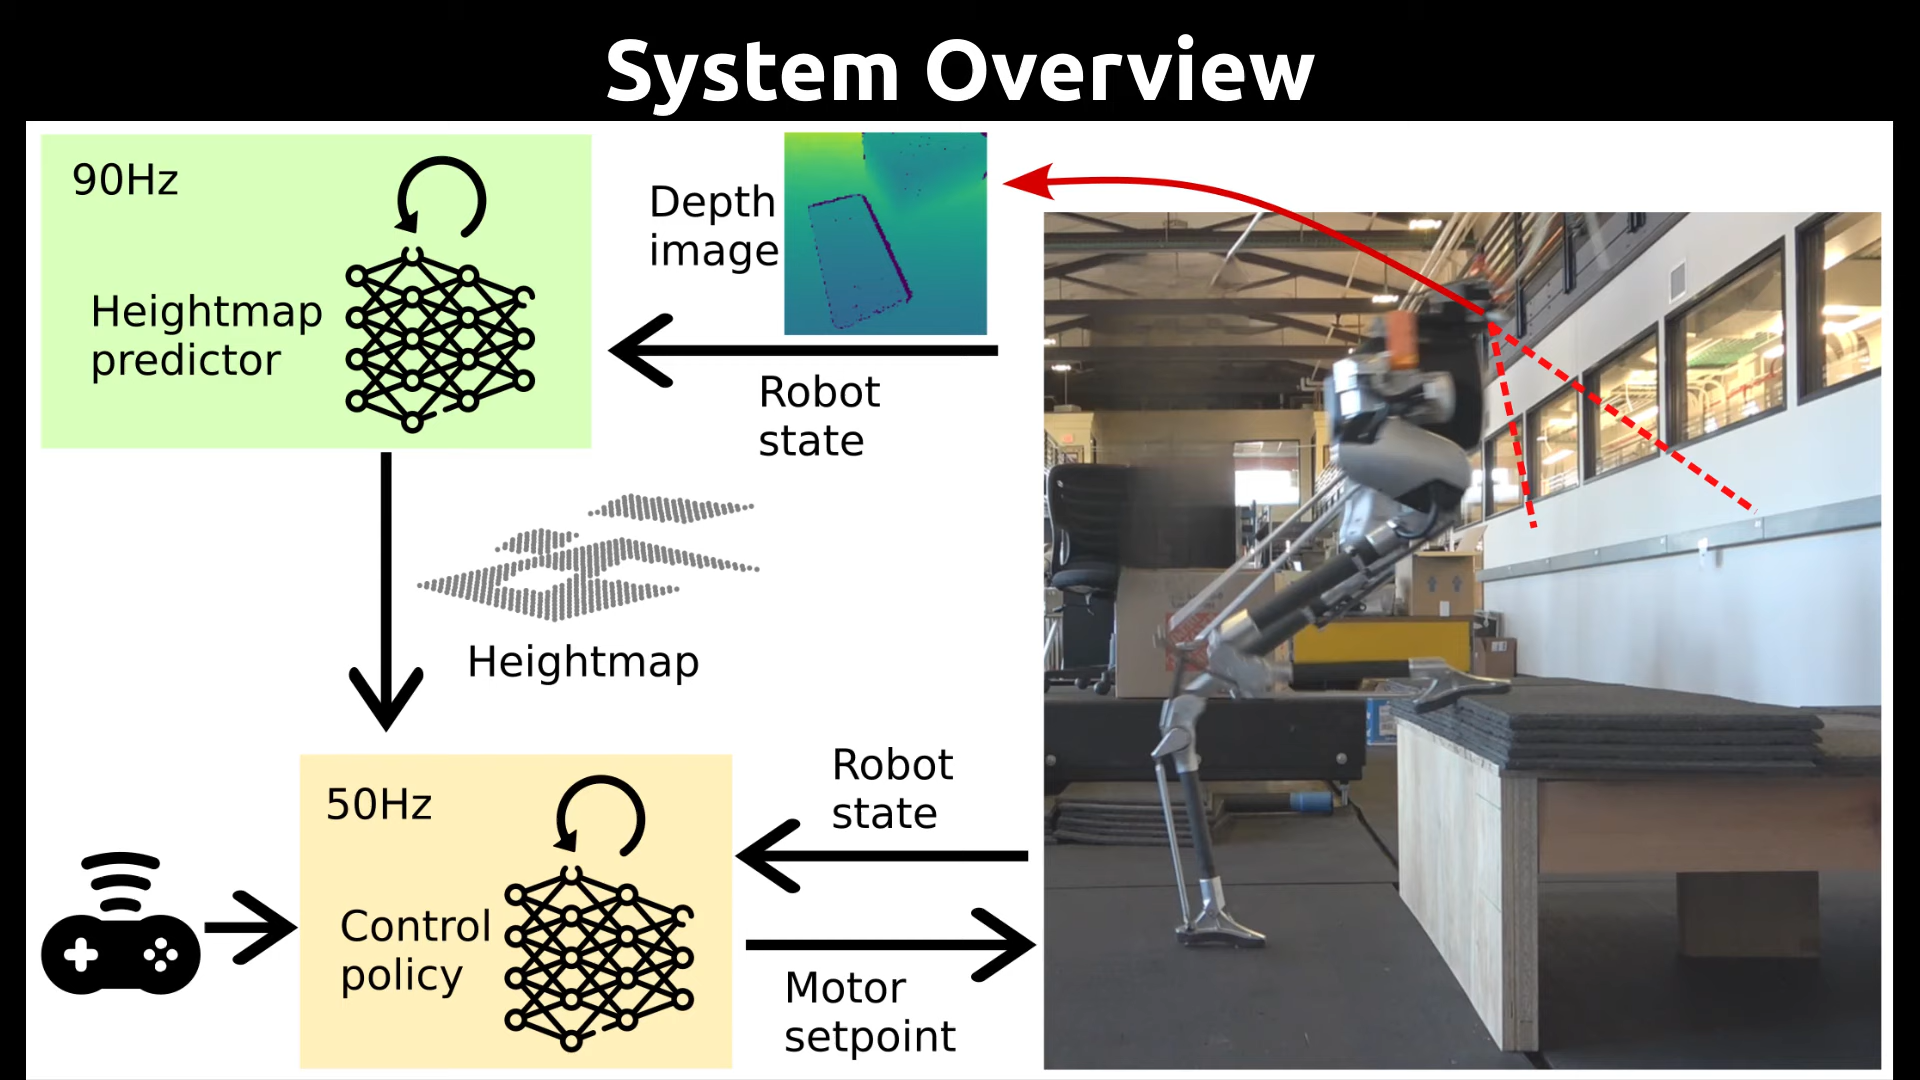 System Overview
90Hz
Heightmap
predictor
Depth
image
Robot
state
Heightmap
50Hz
Control
policy
Robot
state
Motor
setpoint